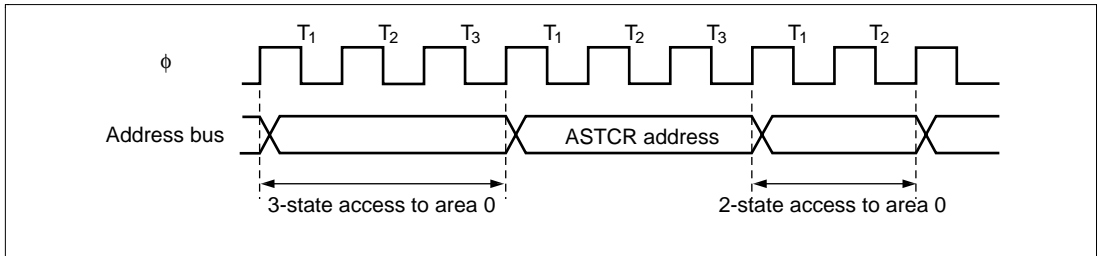 T1 T2 T3 T1 T2 T3 T1 T2
ϕ
Address bus
ASTCR address
3-state access to area 0
2-state access to area 0